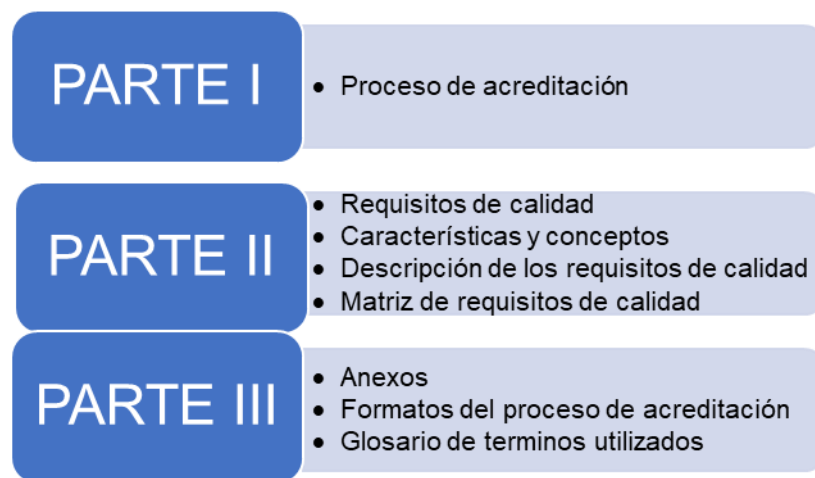 PARTE I
• Proceso de acreditación
PARTE II
• Requisitos de calidad
• Características y conceptos
• Descripción de los requisitos de calidad
• Matriz de requisitos de calidad
PARTE III
• Anexos
• Formatos del proceso de acreditación
• Glosario de terminos utilizados